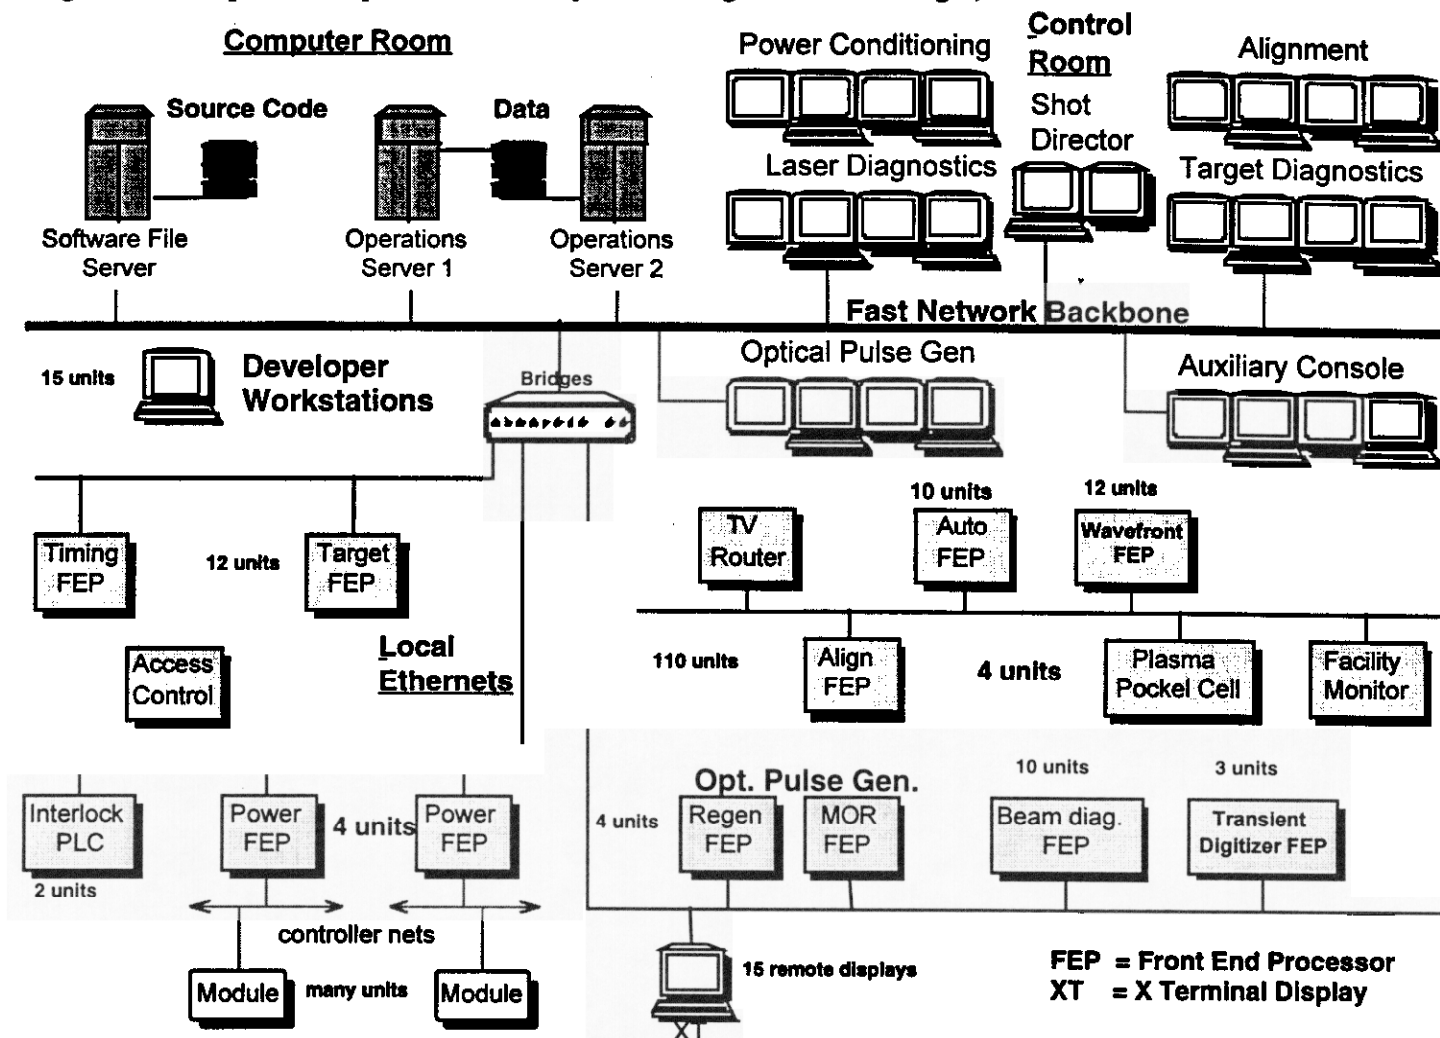 Computer Room
Source Code
Data
Software File
Server
Operations
Server 1
Operations
Server 2
Power Conditioning
Laser Diagnostics
Control
Room
Shot
Director
Alignment
Target Diagnostics
Fast Network Backbone
15 units
Developer
Workstations
Bridges
Optical Pulse Gen
Auxiliary Console
Timing
FEP
12 units
Target
FEP
Access
Control
Local
Ethernets
TV
Router
10 units
Auto
FEP
12 units
Wavefront
FEP
110 units
Align
FEP
4 units
Plasma
Pockel Cell
Facility
Monitor
Interlock
PLC
2 units
Power
FEP
4 units
Power
FEP
controller nets
Module
many units
Module
Opt. Pulse Gen.
4 units
Regen
FEP
MOR
FEP
10 units
Beam diag.
FEP
3 units
Transient
Digitizer FEP
15 remote displays
XT
FEP = Front End Processor
XT = X Terminal Display